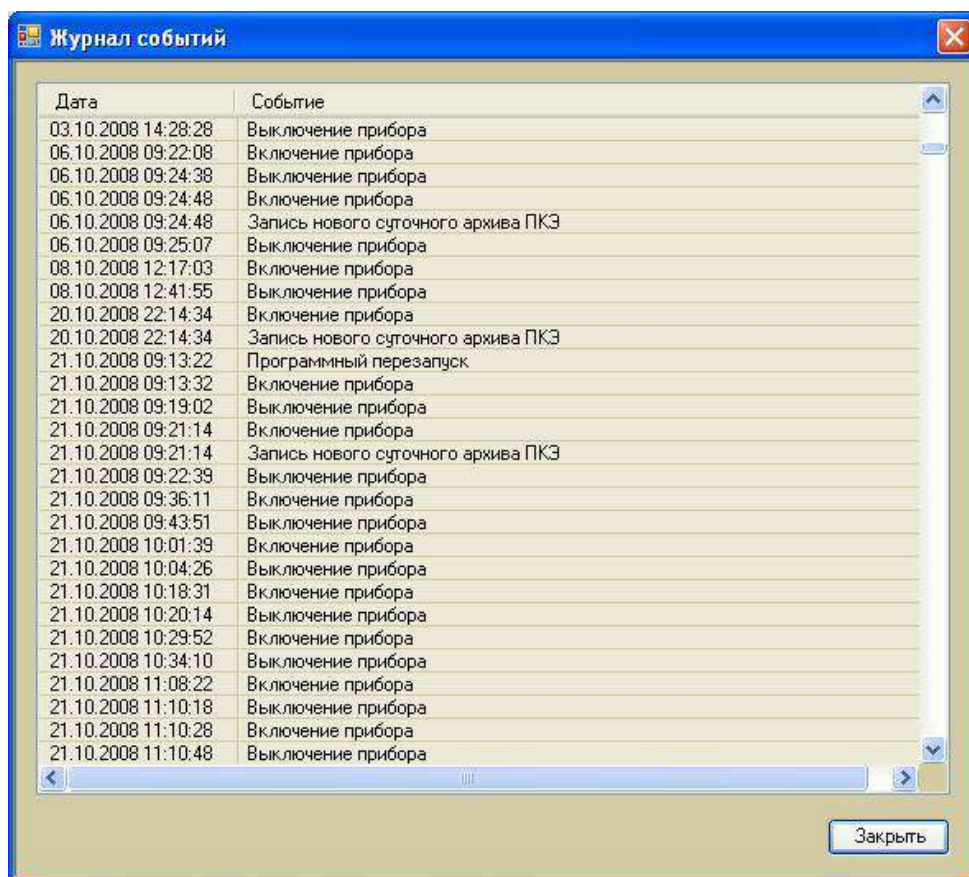 Журнал событий
Дата Событие
03.10.2008 14:28:28 Выключение прибора
06.10.2008 09:22:08 Включение прибора
06.10.2008 09:24:38 Выключение прибора
06.10.2008 09:24:48 Включение прибора
06.10.2008 09:24:48 Запись нового суточного архива ПКЭ
06.10.2008 09:25:07 Выключение прибора
08.10.2008 12:17:03 Включение прибора
08.10.2008 12:41:55 Выключение прибора
20.10.2008 22:14:34 Включение прибора
20.10.2008 22:14:34 Запись нового суточного архива ПКЭ
21.10.2008 09:13:22 Программный перезапуск
21.10.2008 09:13:32 Включение прибора
21.10.2008 09:19:02 Выключение прибора
21.10.2008 09:21:14 Включение прибора
21.10.2008 09:21:14 Запись нового суточного архива ПКЭ
21.10.2008 09:22:39 Выключение прибора
21.10.2008 09:36:11 Включение прибора
21.10.2008 09:43:51 Выключение прибора
21.10.2008 10:01:39 Включение прибора
21.10.2008 10:04:26 Выключение прибора
21.10.2008 10:18:31 Включение прибора
21.10.2008 10:20:14 Выключение прибора
21.10.2008 10:29:52 Включение прибора
21.10.2008 10:34:10 Выключение прибора
21.10.2008 11:08:22 Включение прибора
21.10.2008 11:10:18 Выключение прибора
21.10.2008 11:10:28 Включение прибора
21.10.2008 11:10:48 Выключение прибора
Закрыть